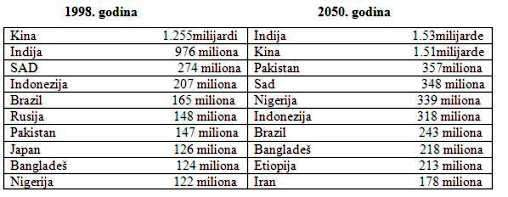 1998. godina 2050. godina
Kina 1.255milijardi Indija 1.53milijarde
Indija 976 miliona Kina 1.51milijarde
SAD 274 miliona Pakistan 357miliona
Indonezija 207 miliona Sad 348 miliona
Brazil 165 miliona Nigerija 339 miliona
Rusija 148 miliona Indonezija 318 miliona
Pakistan 147 miliona Brazil 243 miliona
Japan 126 miliona Bangladeš 218 miliona
Bangladeš 124 miliona Etiopija 213 miliona
Nigerija 122 miliona Iran 178 miliona